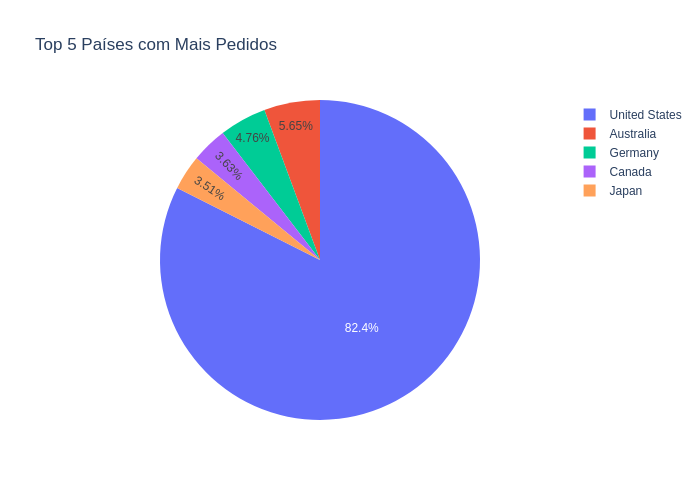 Top 5 Países com Mais Pedidos
United States
Australia
Germany
Canada
Japan
5.65%
4.76%
3.63%
3.51%
82.4%